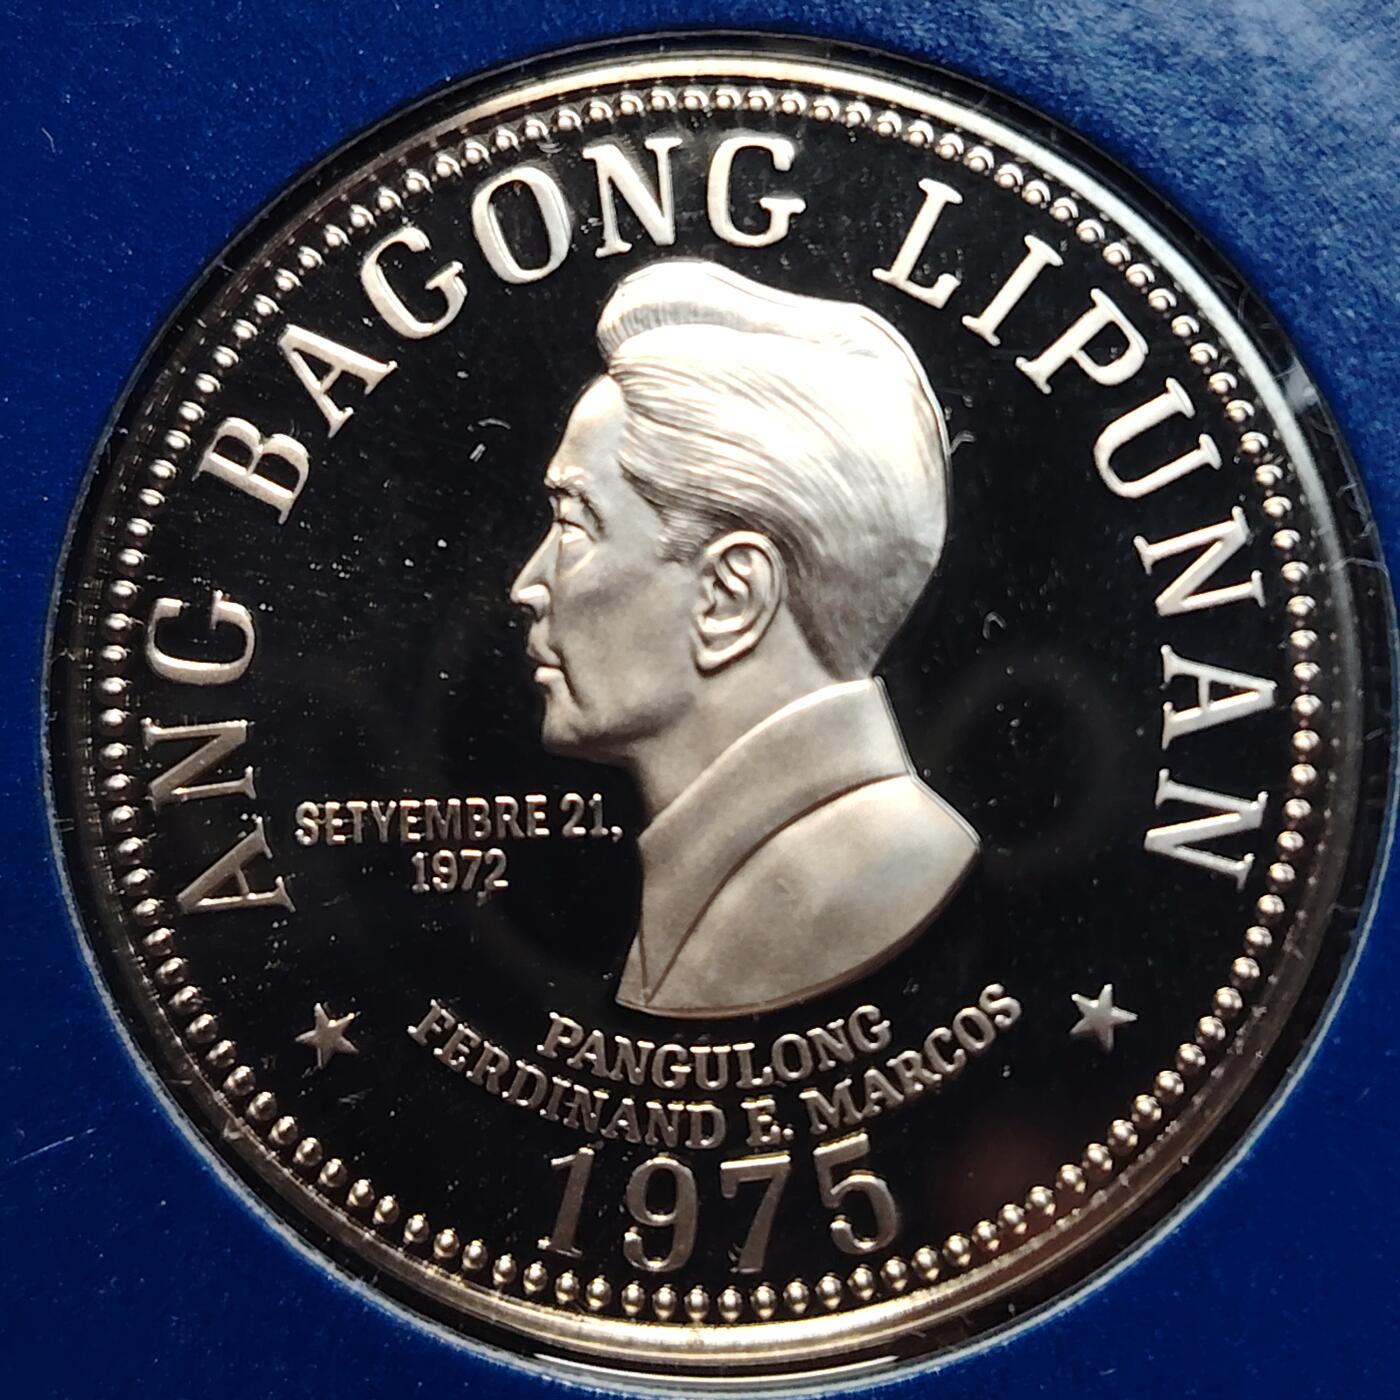 ANG BAGONG LIPUNAN
SETYEMBRE 21,
1972
PANGULONG
FERDINAND E. MARCOS
1975